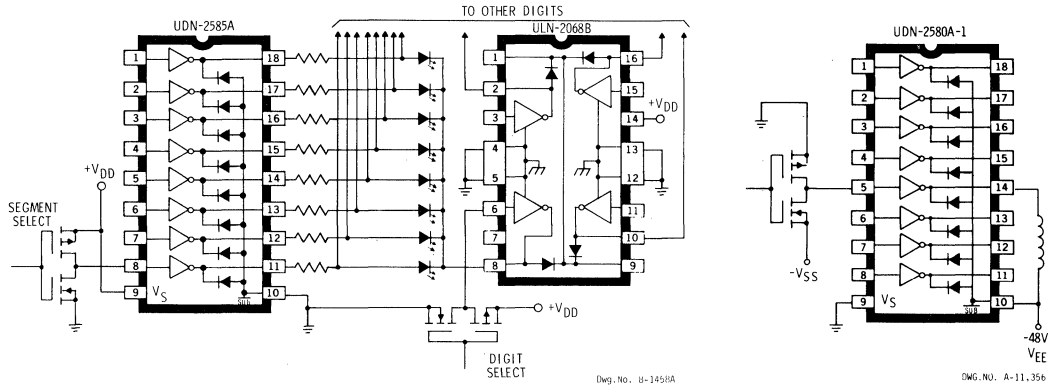 TO OTHER DIGITS
UDN-2585A
ULN-2068B
UDN-2580A-1
1
2
3
4
5
6
7
8
9
18
17
16
15
14
13
12
11
10
VS
SUB
+VDD
SEGMENT
SELECT
1
2
3
4
5
6
7
8
16
15
14
13
12
11
10
9
+VDD
+VDD
DIGIT
SELECT
Dwg. No. B-1458A
1
2
3
4
5
6
7
8
9
18
17
16
15
14
13
12
11
10
VS
SUB
-VSS
-48V
VEE
DWG. NO. A-11.356